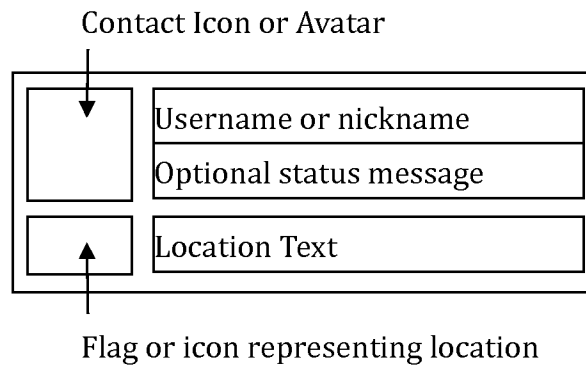 Contact Icon or Avatar
Username or nickname
Optional status message
Location Text
Flag or icon representing location